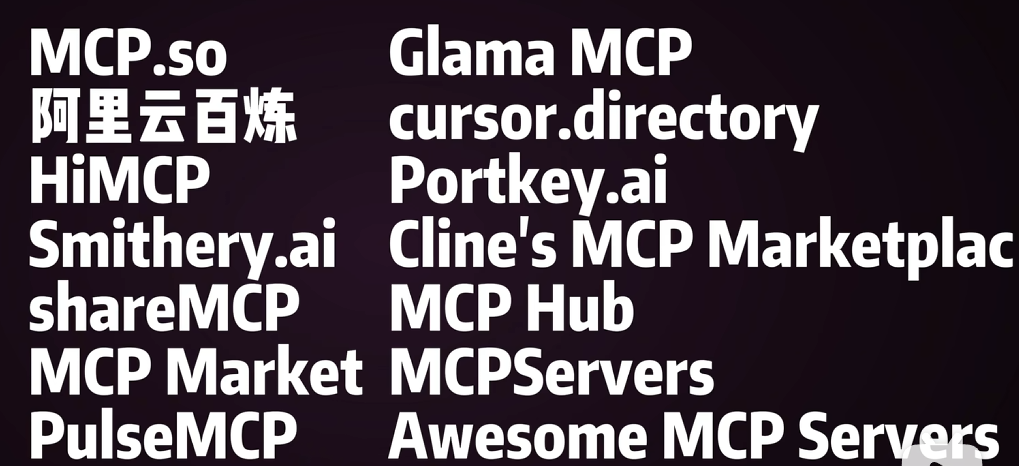 MCP.so
阿里云百炼
HiMCP
Smithery.ai
shareMCP
MCP Market
PulseMCP
Glama MCP
cursor.directory
Portkey.ai
Cline's MCP Marketplac
MCP Hub
MCPServers
Awesome MCP Servers